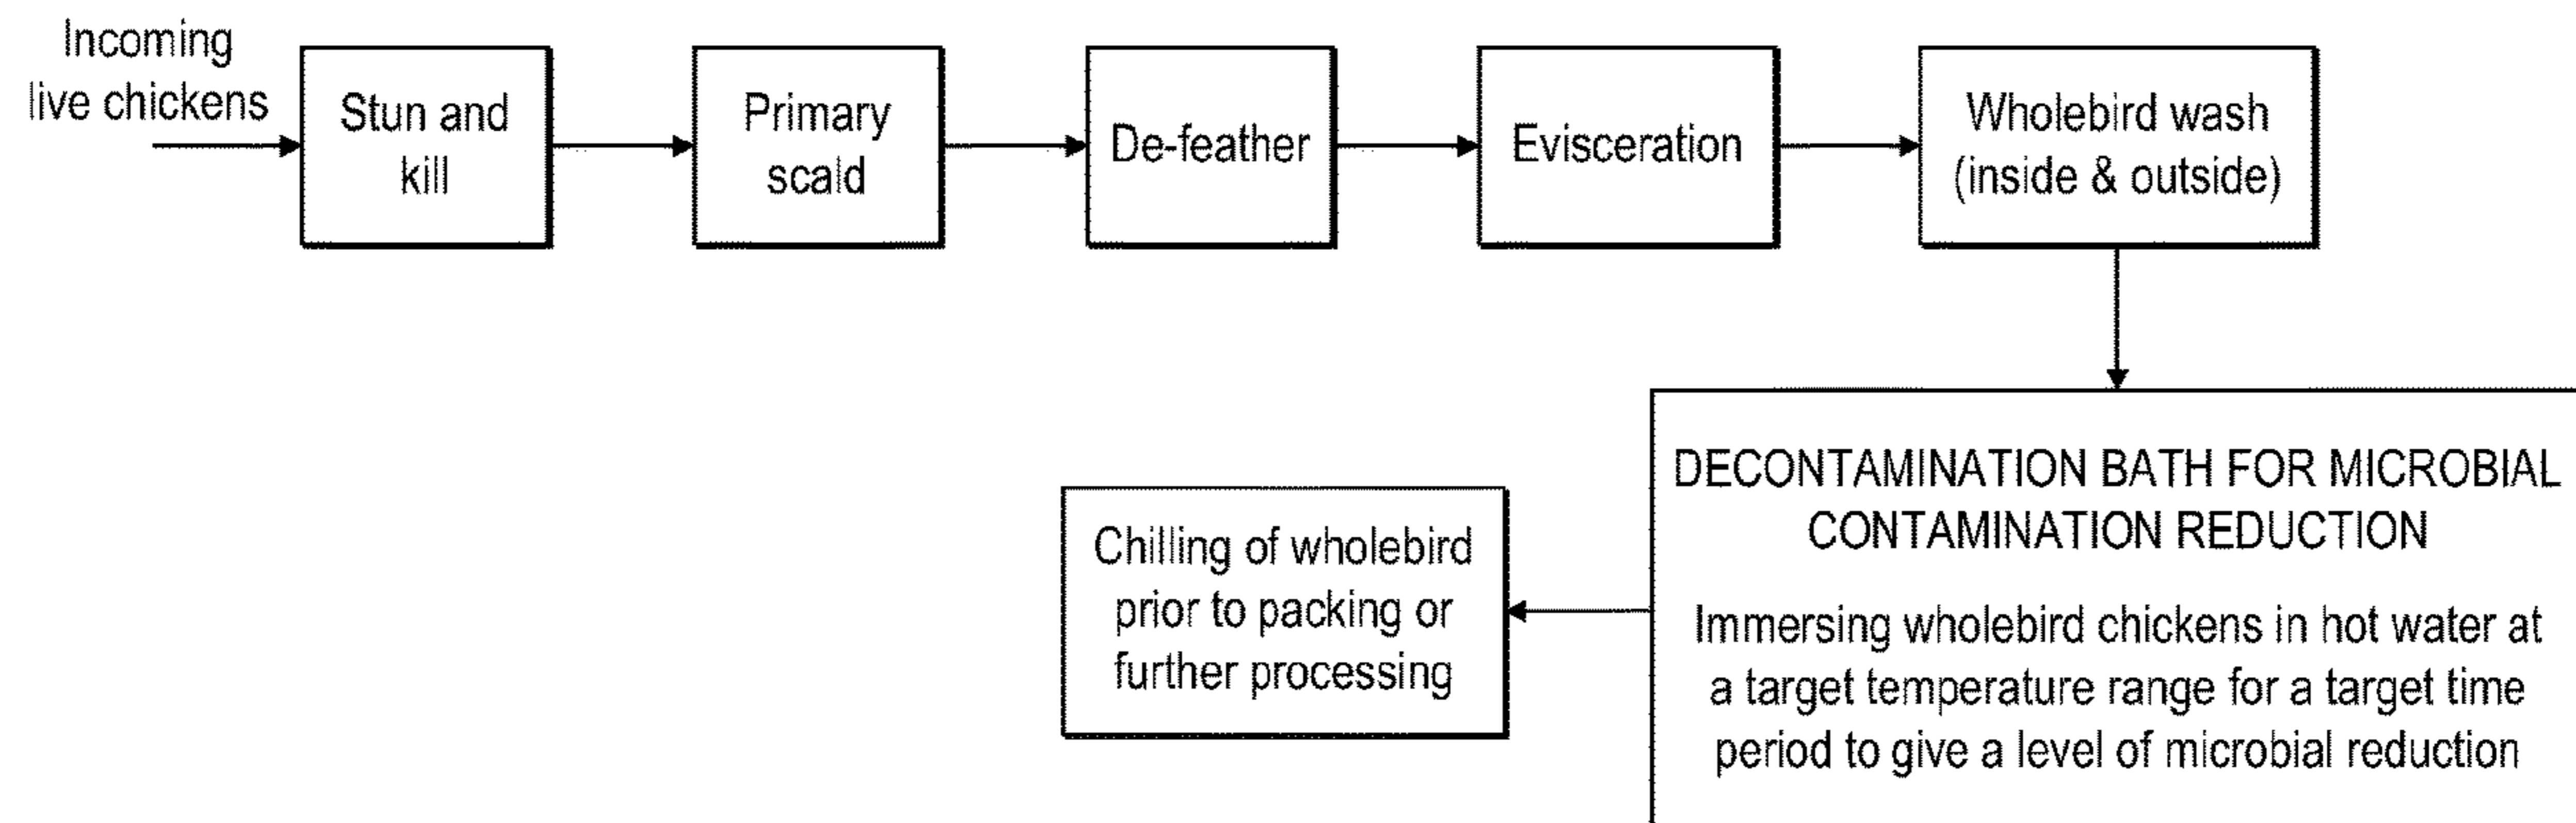 Incoming
live chickens
Stun and
kill
Primary
scald
De-feather
Evisceration
Wholebird wash
(inside & outside)
DECONTAMINATION BATH FOR MICROBIAL
CONTAMINATION REDUCTION
Immersing wholebird chickens in hot water at
a target temperature range for a target time
period to give a level of microbial reduction
Chilling of wholebird
prior to packing or
further processing